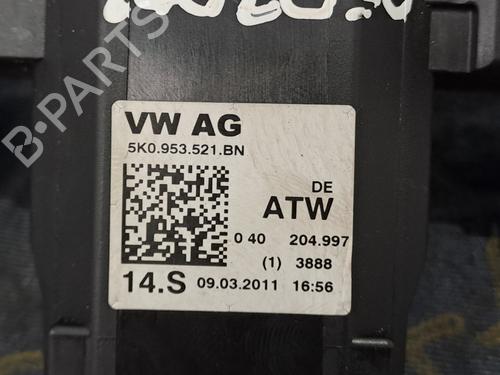 VW AG
5K0.953.521.BN
DE
ATW
0 40 204.997
(1) 3888
14.S 09.03.2011 16:56